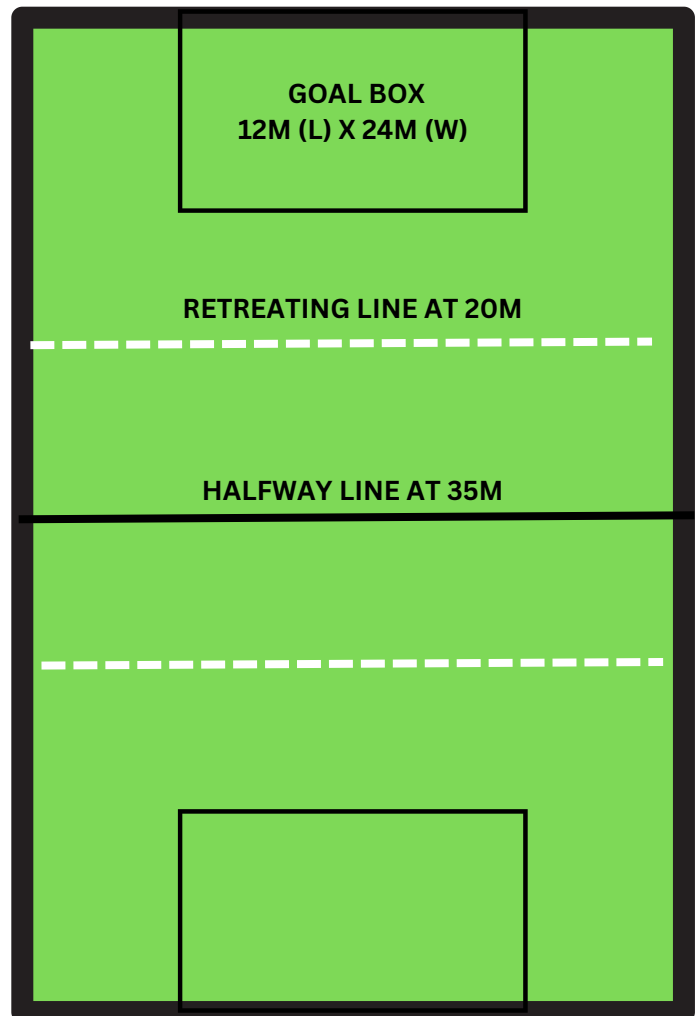 GOAL BOX
12M (L) X 24M (W)
RETREATING LINE AT 20M
HALFWAY LINE AT 35M